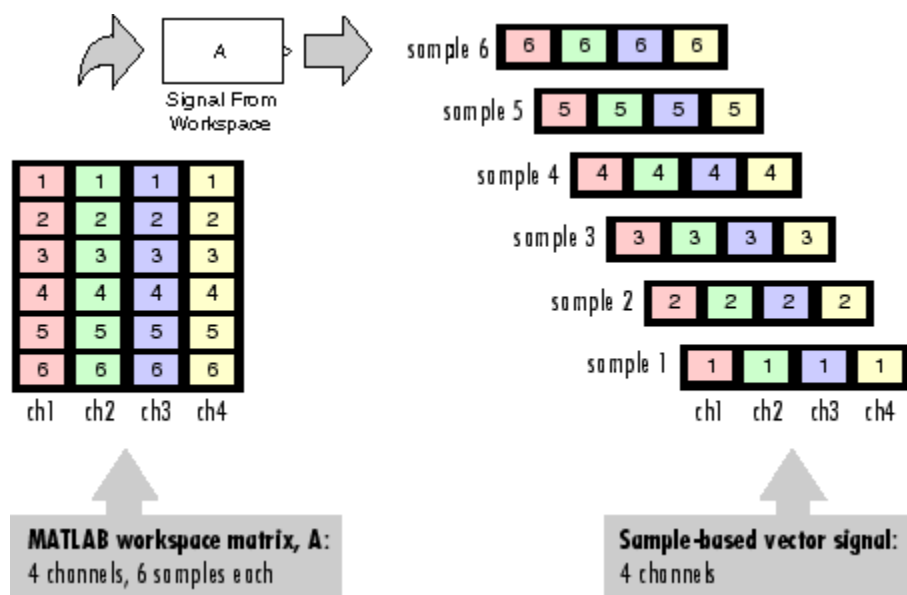 A
Signal From
Workspace
1 1 1 1
2 2 2 2
3 3 3 3
4 4 4 4
5 5 5 5
6 6 6 6
ch1 ch2 ch3 ch4
MATLAB workspace matrix, A:
4 channels, 6 samples each
sample 6 6 6 6 6
sample 5 5 5 5 5
sample 4 4 4 4 4
sample 3 3 3 3 3
sample 2 2 2 2 2
sample 1 1 1 1 1
ch1 ch2 ch3 ch4
Sample-based vector signal:
4 channels